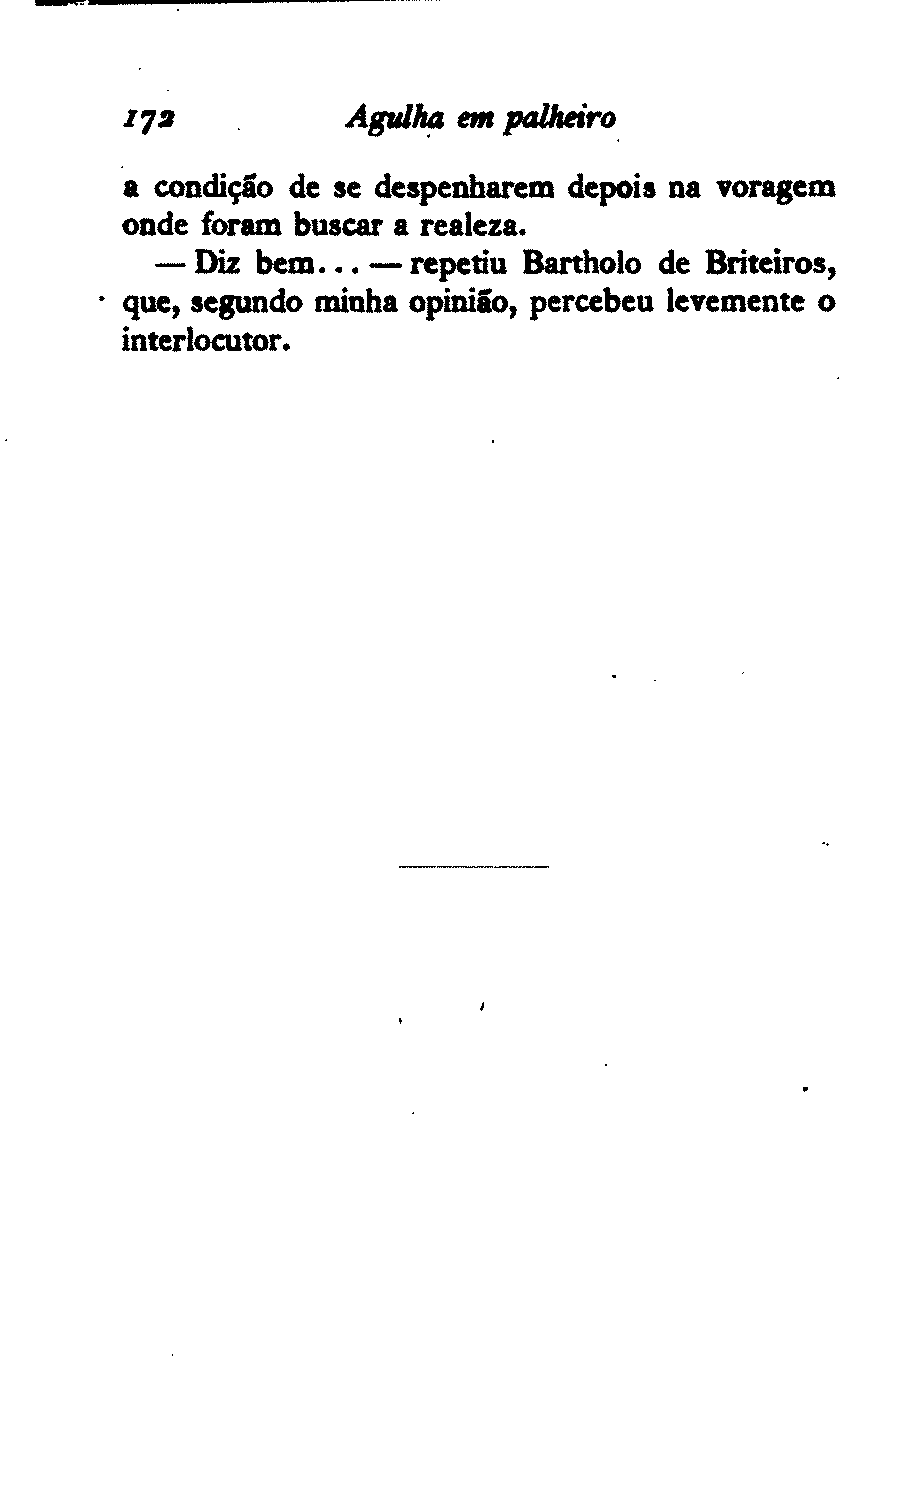 172 Agulha em palheiro
a condição de se despenharem depois na voragem
onde foram buscar a realeza.
— Diz bem... — repetiu Bartholo de Briteiros,
que, segundo minha opinião, percebeu levemente o
interlocutor.